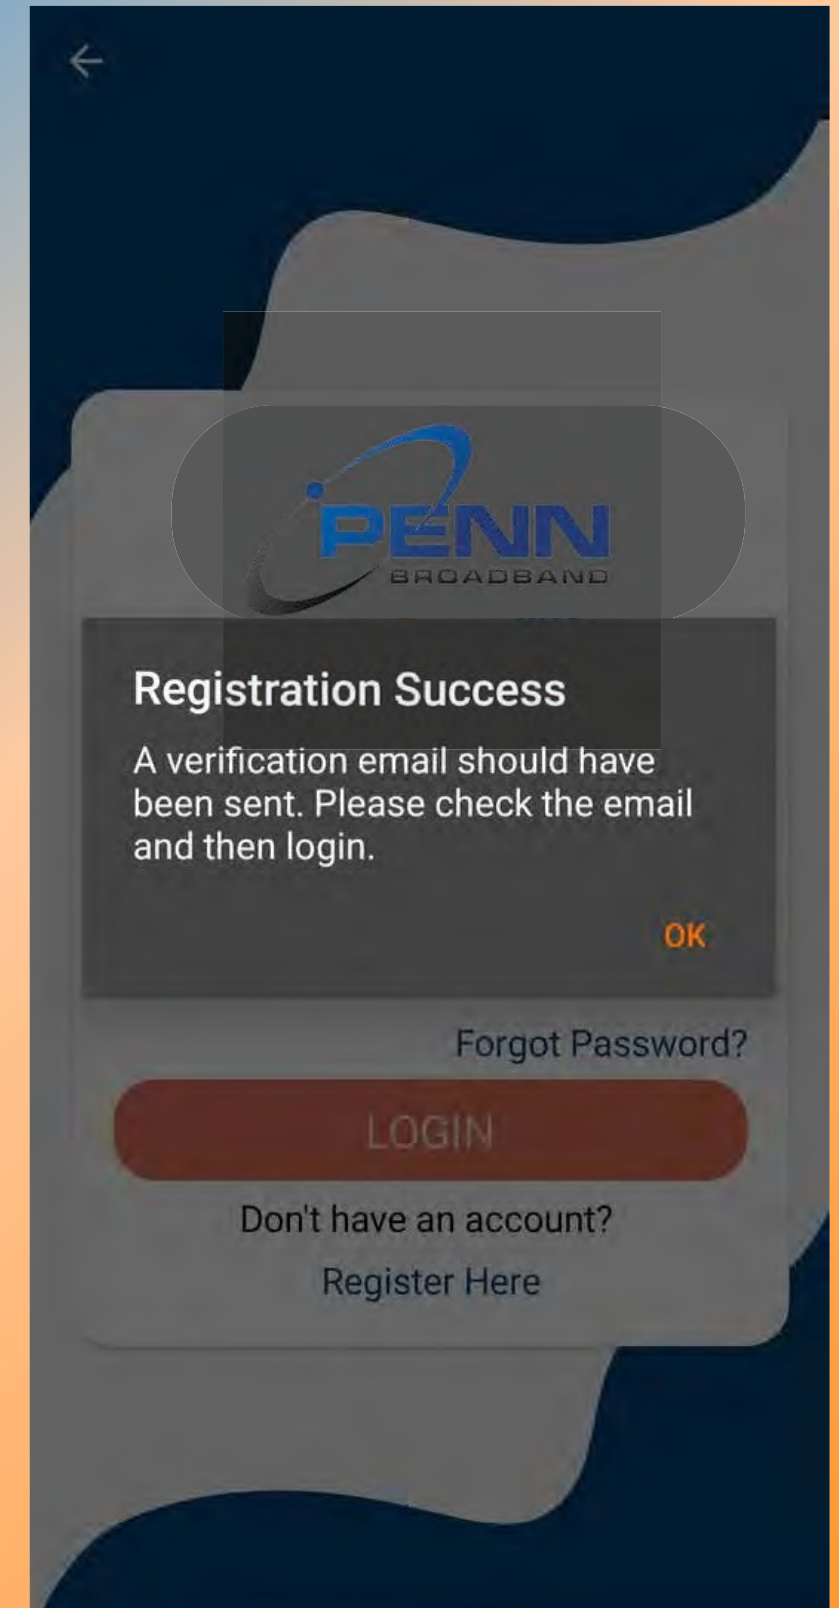 PENN
BROADBAND
Registration Success
A verification email should have
been sent. Please check the email
and then login.
OK
Forgot Password?
LOGIN
Don't have an account?
Register Here